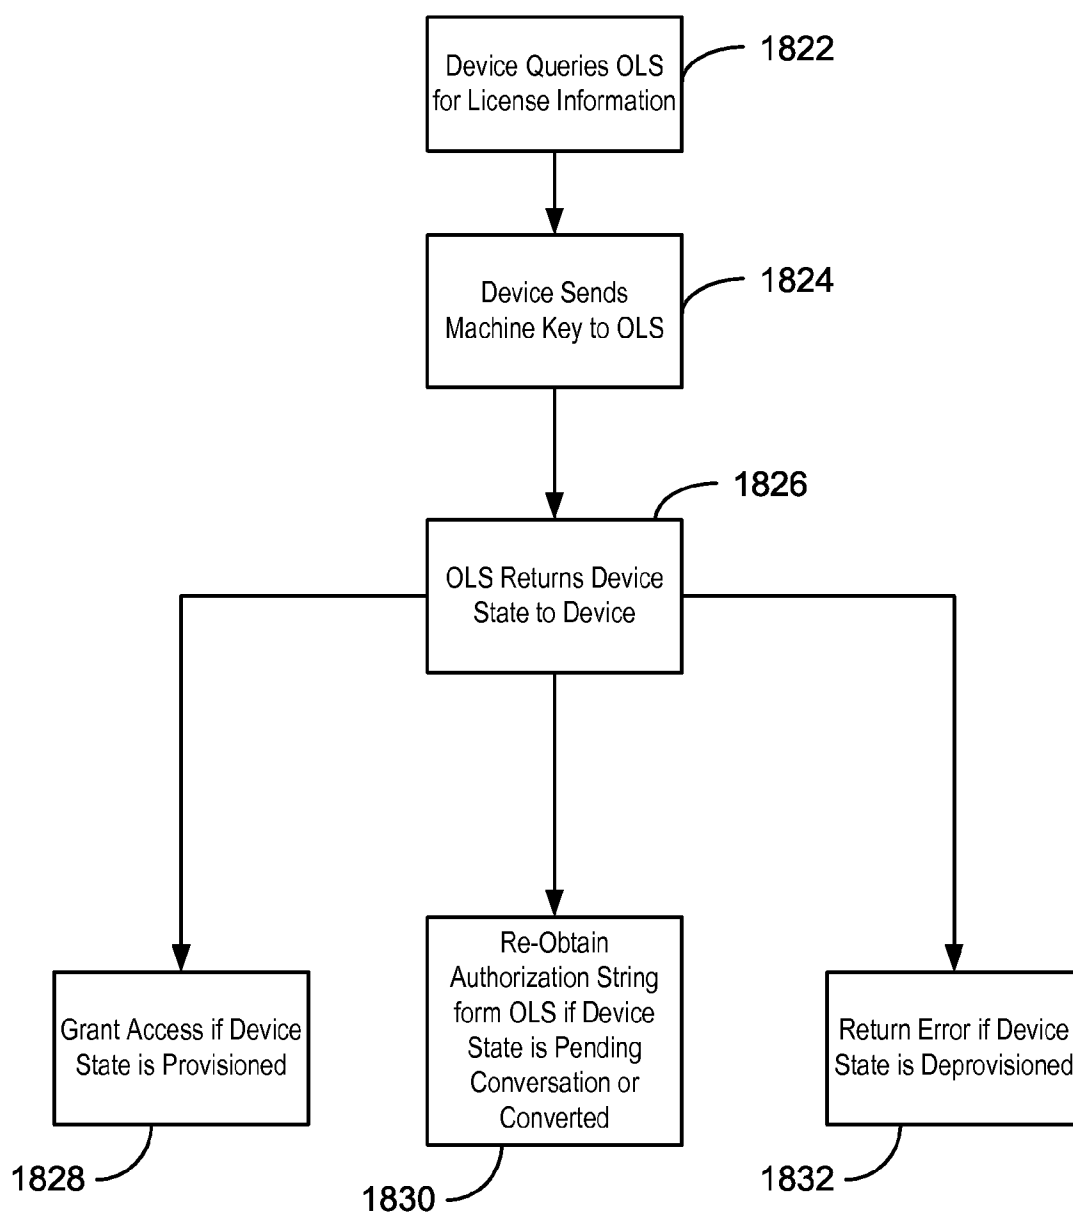 Device Queries OLS
for License Information
1822
Device Sends
Machine Key to OLS
1824
OLS Returns Device
State to Device
1826
Grant Access if Device
State is Provisioned
1828
Re-Obtain
Authorization String
form OLS if Device
State is Pending
Conversation or
Converted
1830
Return Error if Device
State is Deprovisioned
1832